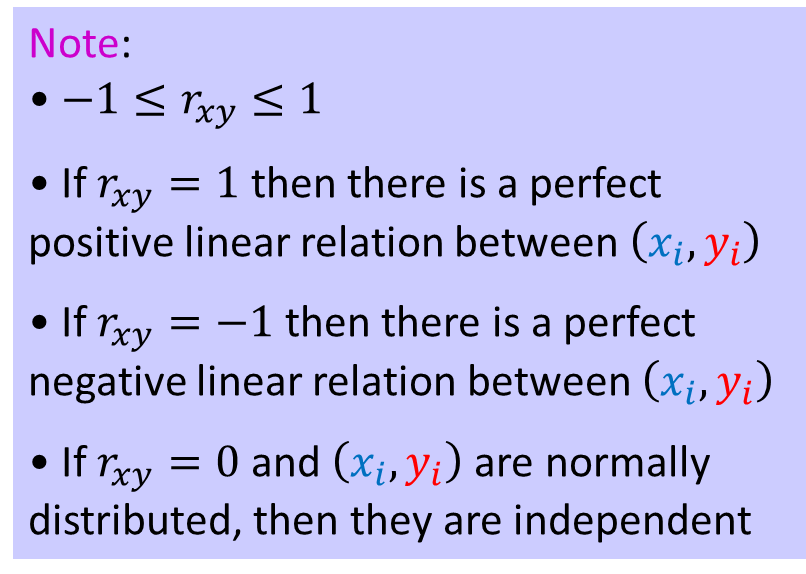 Note:
• −1 ≤ r_{xy} ≤ 1
• If r_{xy} = 1 then there is a perfect
positive linear relation between (x_i, y_i)
• If r_{xy} = −1 then there is a perfect
negative linear relation between (x_i, y_i)
• If r_{xy} = 0 and (x_i, y_i) are normally
distributed, then they are independent